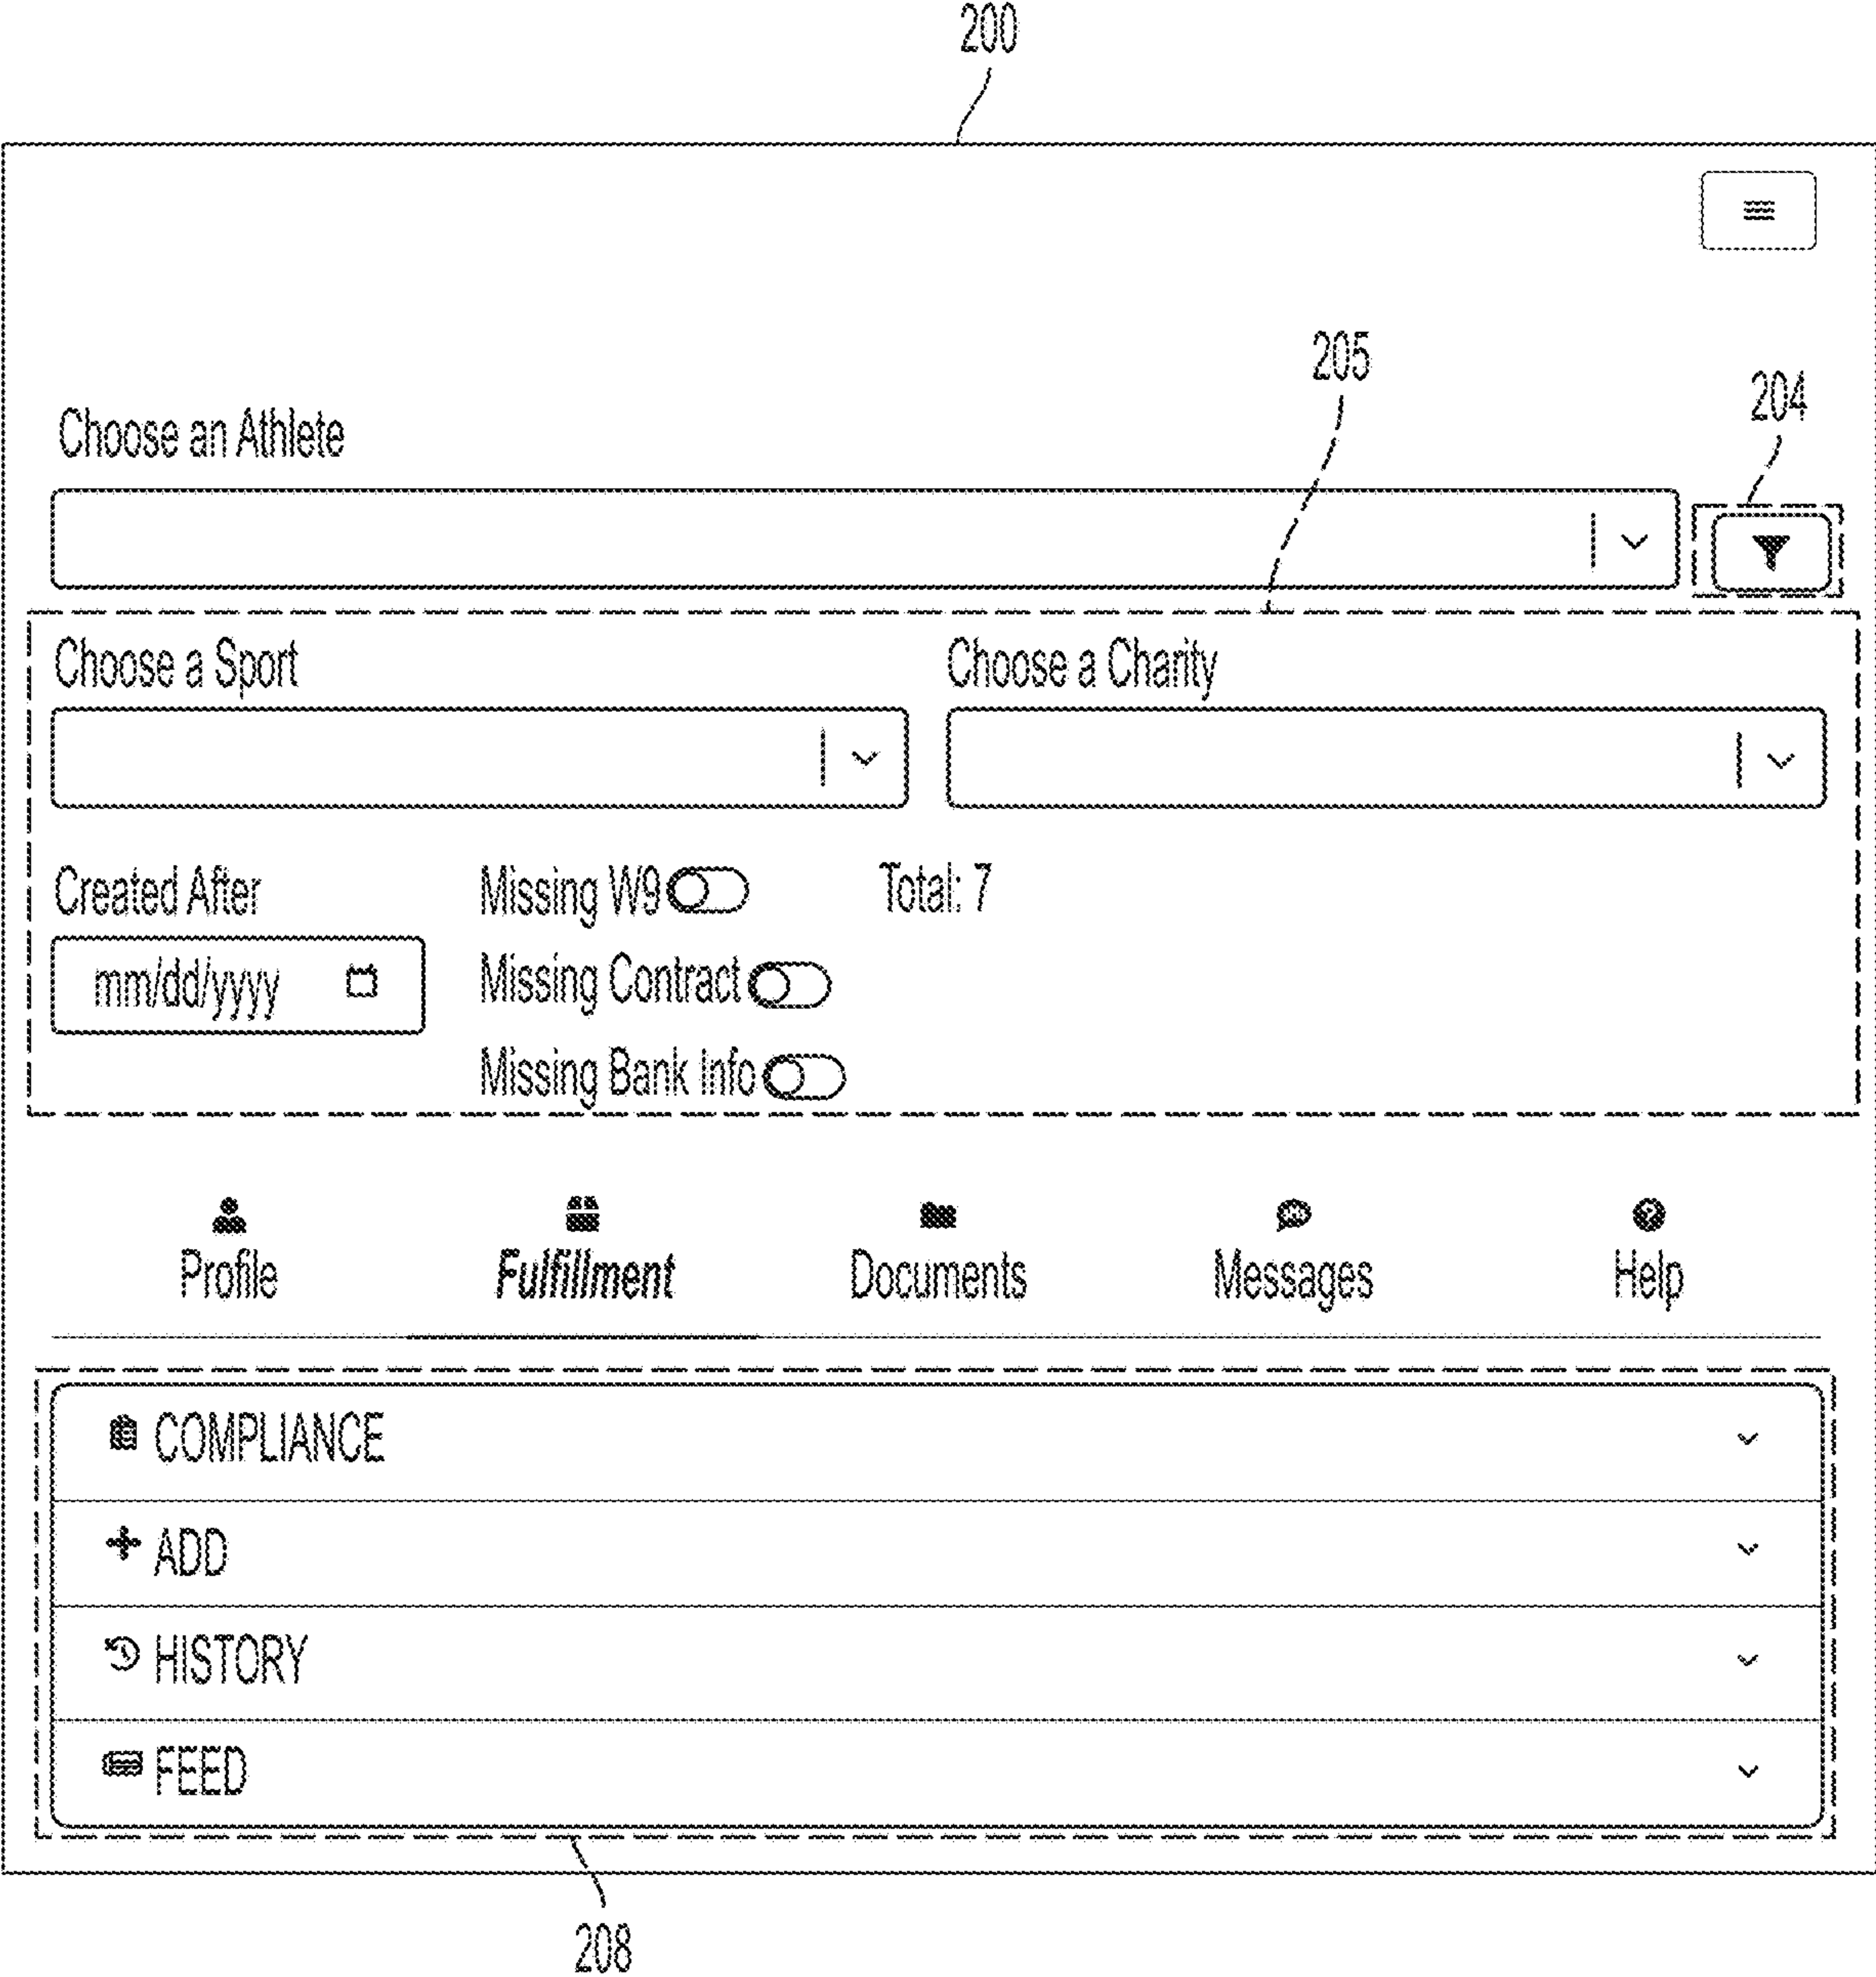 200
205
204
Choose an Athlete
Choose a Sport
Choose a Charity
Created After
Missing W9
Total: 7
mm/dd/yyyy
Missing Contract
Missing Bank Info
Profile
Fulfillment
Documents
Messages
Help
COMPLIANCE
ADD
HISTORY
FEED
208